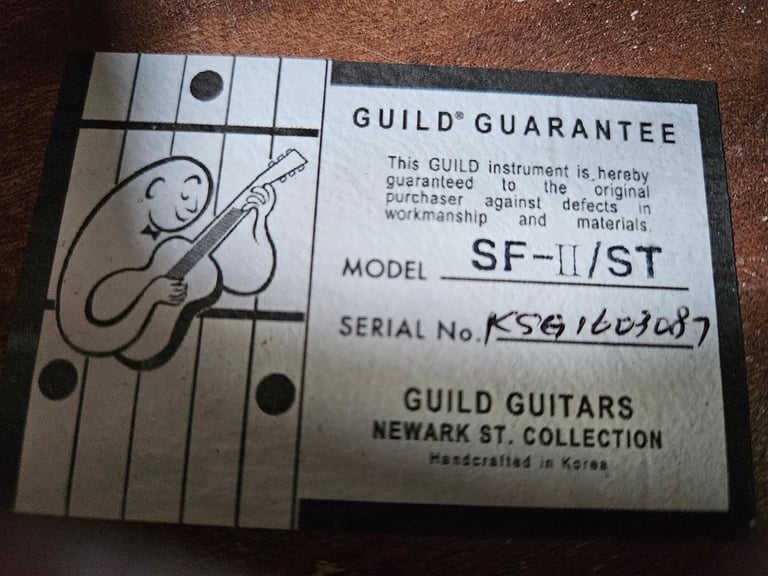 GUILD® GUARANTEE
This GUILD instrument is hereby
guaranteed to the original
purchaser against defects in
workmanship and materials.
MODEL SF-II/ST
SERIAL No. KSG1603087
GUILD GUITARS
NEWARK ST. COLLECTION
Handcrafted in Korea